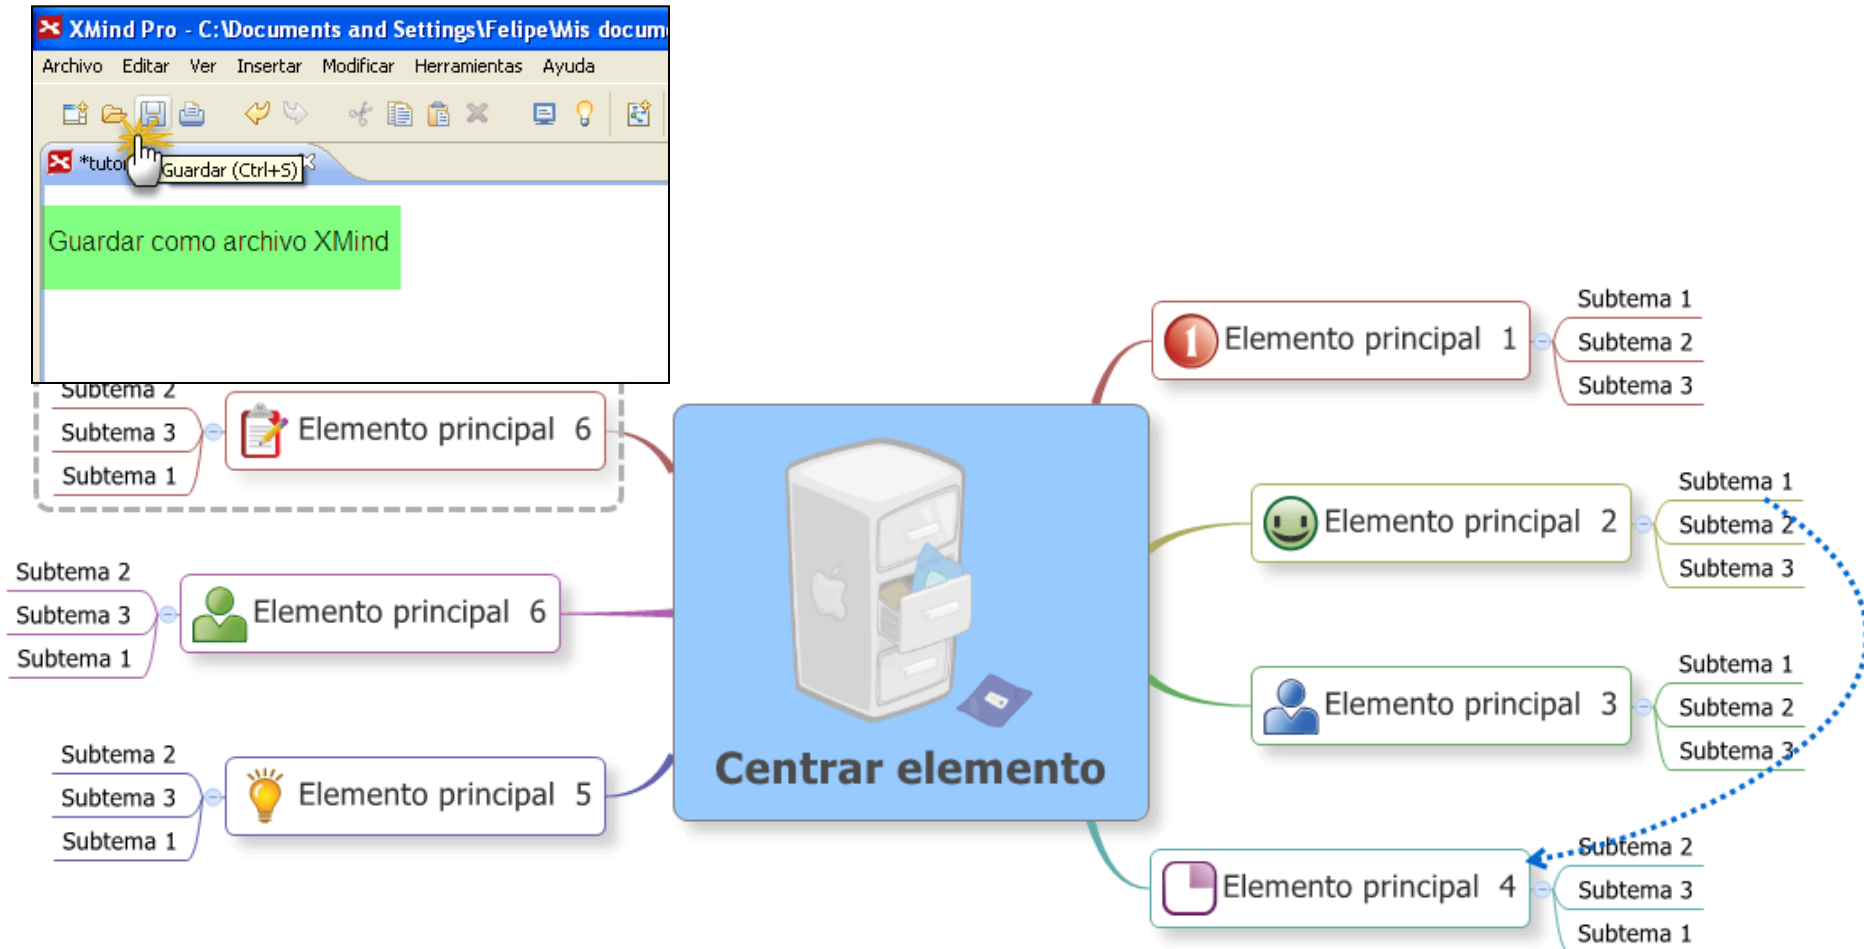 XMind Pro - C:\Documents and Settings\Felipe\Mis docum
Archivo Editar Ver Insertar Modificar Herramientas Ayuda
*tuto
Guardar (Ctrl+S)
Guardar como archivo XMind
Subtema 2
Subtema 3
Subtema 1
Elemento principal 6
Subtema 2
Subtema 3
Subtema 1
Elemento principal 6
Subtema 2
Subtema 3
Subtema 1
Elemento principal 5
Centrar elemento
1
Elemento principal 1
Subtema 1
Subtema 2
Subtema 3
Elemento principal 2
Subtema 1
Subtema 2
Subtema 3
Elemento principal 3
Subtema 1
Subtema 2
Subtema 3
Elemento principal 4
Subtema 2
Subtema 3
Subtema 1